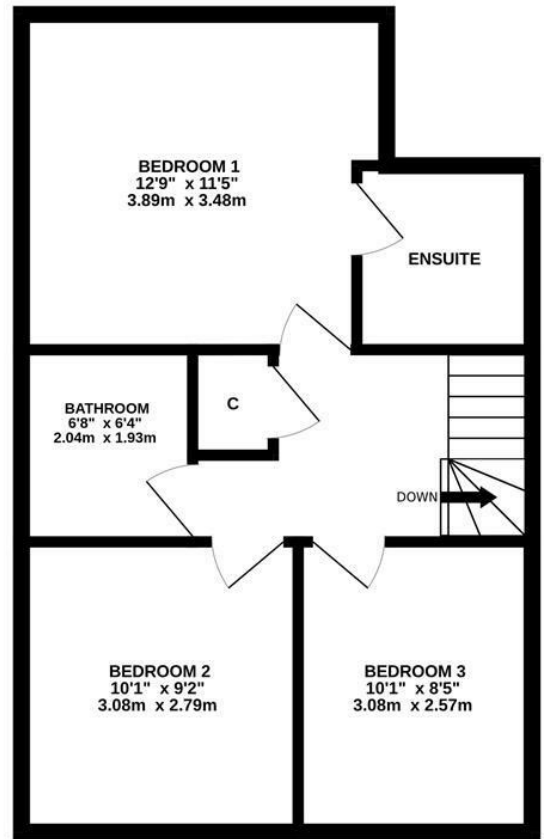 BEDROOM 1
12'9" x 11'5"
3.89m x 3.48m
ENSUITE
BATHROOM
6'8" x 6'4"
2.04m x 1.93m
C
DOWN
BEDROOM 2
10'1" x 9'2"
3.08m x 2.79m
BEDROOM 3
10'1" x 8'5"
3.08m x 2.57m